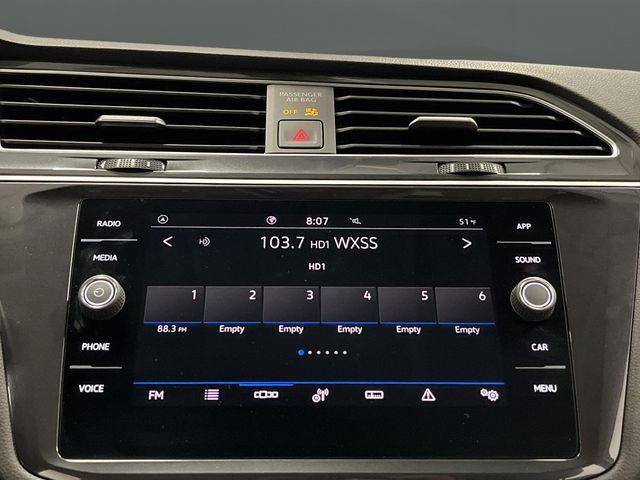 PASSENGER
AIR BAG
OFF
RADIO
MEDIA
PHONE
VOICE
8:07
51°F
103.7 HD1 WXSS
HD1
1 2 3 4 5 6
88.3 FM Empty Empty Empty Empty Empty
FM
APP
SOUND
CAR
MENU